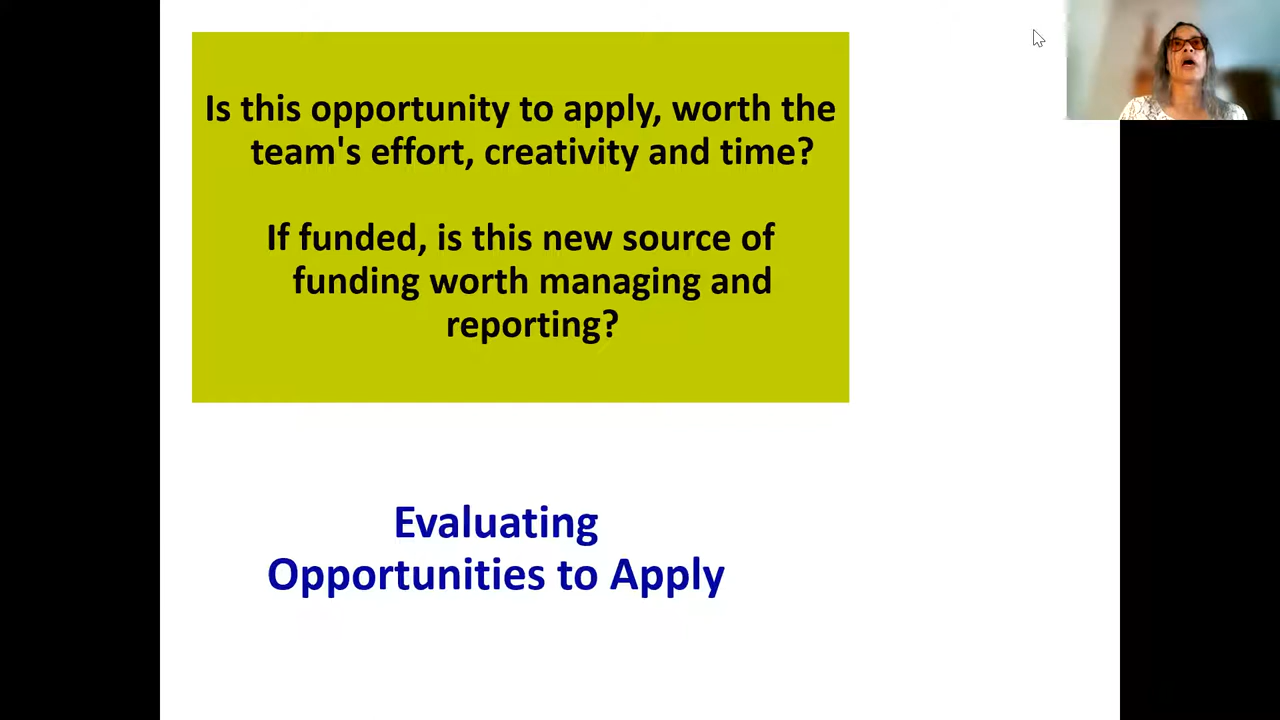 Is this opportunity to apply, worth the
team's effort, creativity and time?
If funded, is this new source of
funding worth managing and
reporting?
Evaluating
Opportunities to Apply